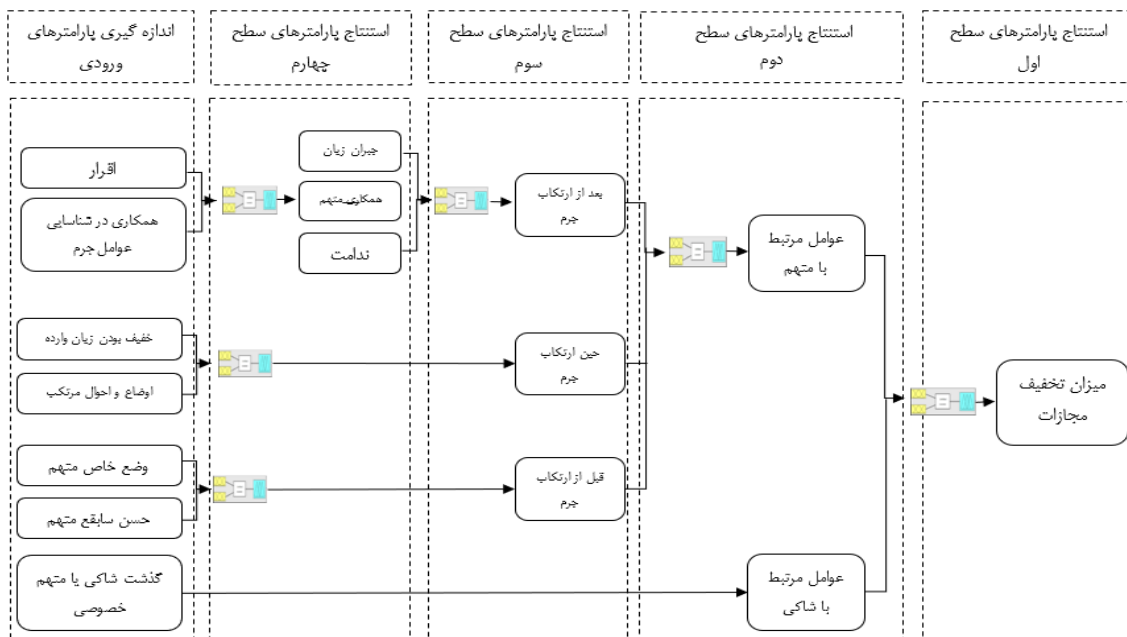 اندازه گیری پارامترهای
ورودی
استنتاج پارامترهای سطح
چهارم
استنتاج پارامترهای سطح
سوم
استنتاج پارامترهای سطح
دوم
استنتاج پارامترهای سطح
اول
اقرار
همکاری در شناسایی
عوامل جرم
خفیف بودن زیان وارده
اوضاع و احوال مرتکب
وضع خاص متهم
حسن سابقع متهم
گذشت شاکی یا متهم
خصوصی
جبران زیان
همکاری متهم
ندامت
بعد از ارتکاب
جرم
حین ارتکاب
جرم
قبل از ارتکاب
جرم
عوامل مرتبط
با متهم
عوامل مرتبط
با شاکی
میزان تخفیف
مجازات